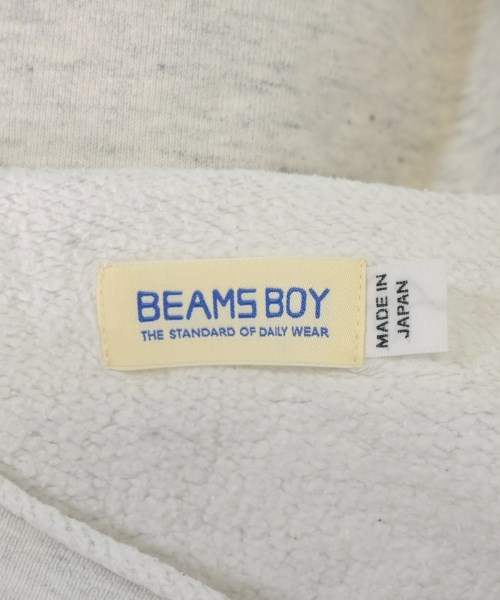 BEAMS BOY
THE STANDARD OF DAILY WEAR
MADE IN
JAPAN